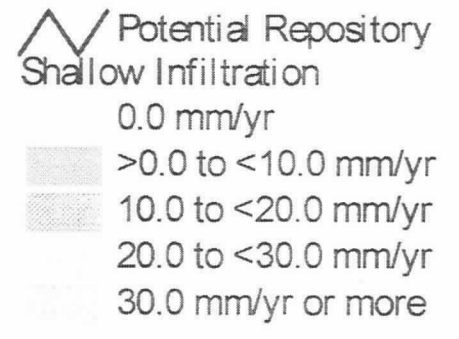 Potential Repository
Shallow Infiltration
0.0 mm/yr
>0.0 to <10.0 mm/yr
10.0 to <20.0 mm/yr
20.0 to <30.0 mm/yr
30.0 mm/yr or more